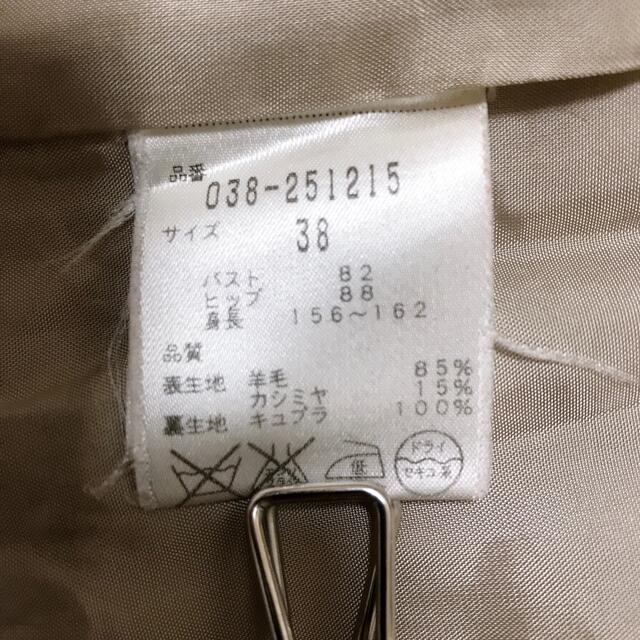 品番
038-251215
サイズ 38
バスト 82
ヒップ 88
身長 156〜162
品質
表生地 羊毛 85%
カシミヤ 15%
裏生地 キュプラ 100%
低
ドライ
セキユ系